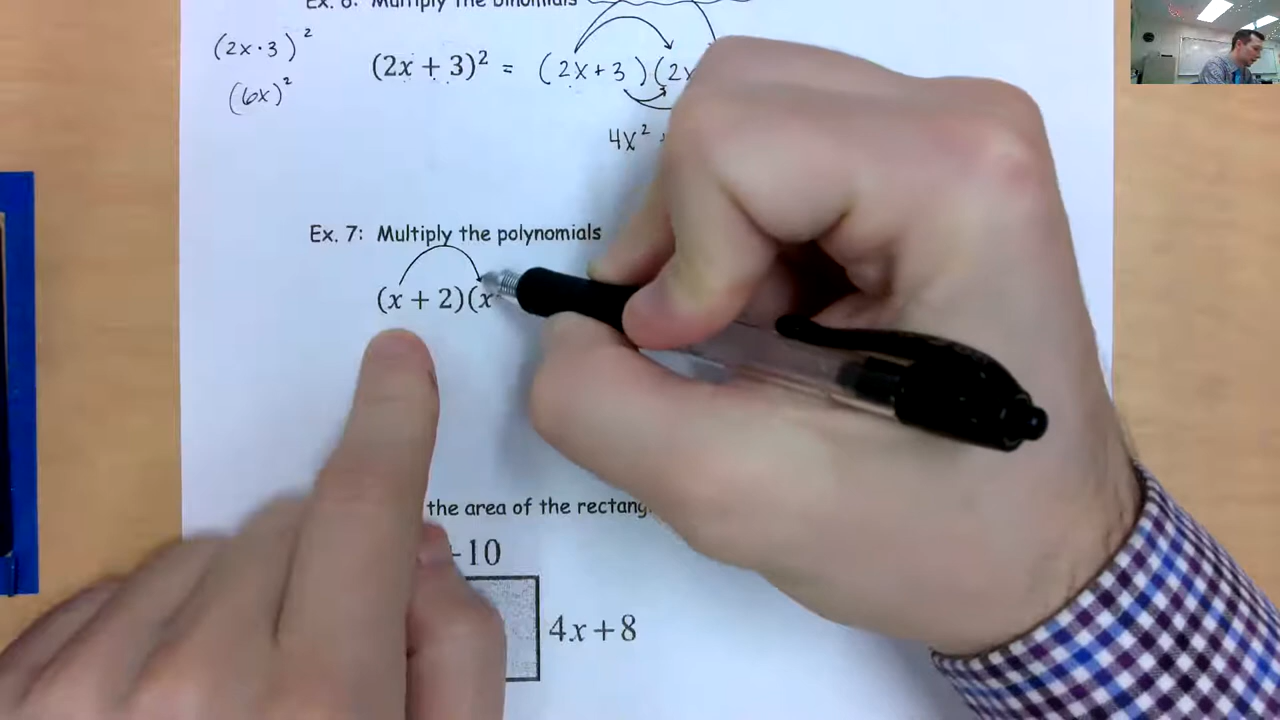 Ex. 6: Multiply the binomials
(2x·3)²
(6x)²
(2x + 3)² = (2x+3)(2x
4x²
Ex. 7: Multiply the polynomials
(x + 2)(x
the area of the
-10
4x+8